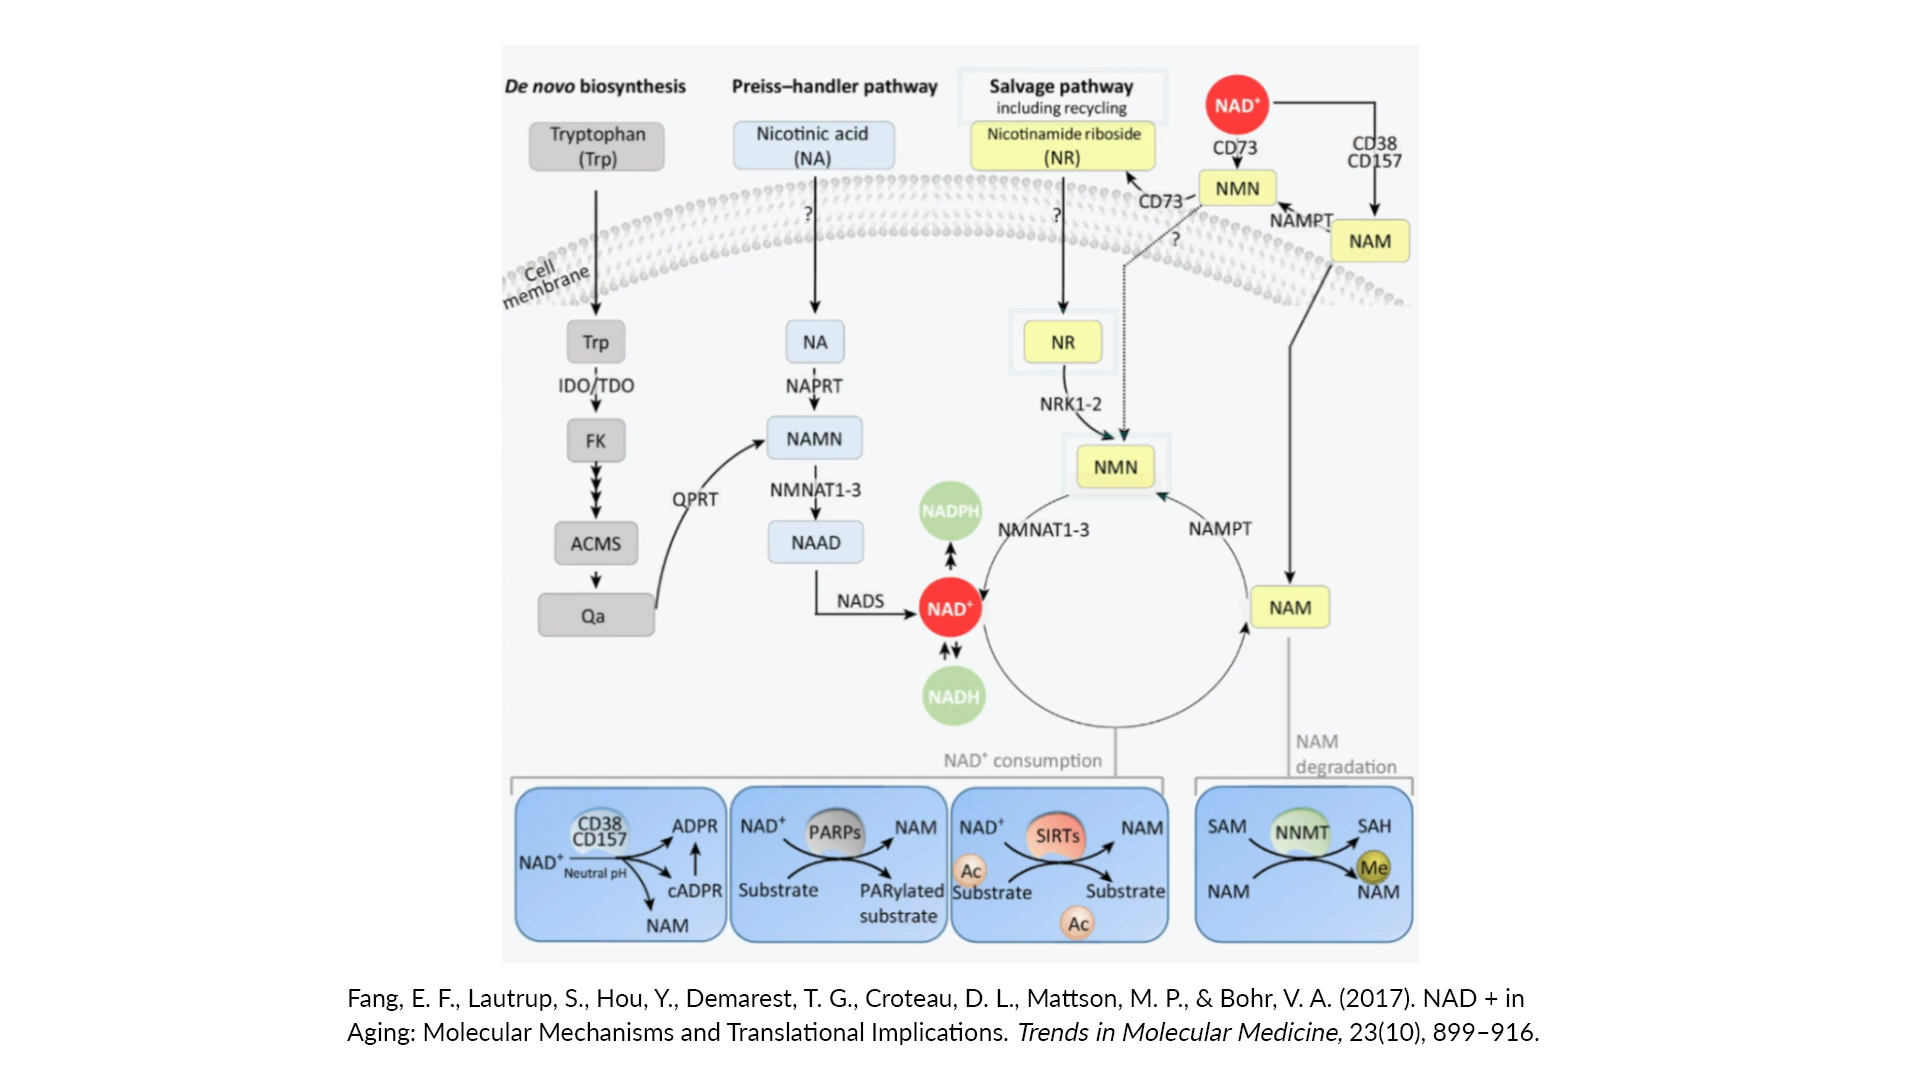 De novo biosynthesis
Tryptophan
(Trp)
Trp
IDO/TDO
FK
ACMS
Qa
QPRT
Cell
membrane
Preiss–handler pathway
Nicotinic acid
(NA)
?
NA
NAPRT
NAMN
NMNAT1-3
NAAD
NADS
Salvage pathway
including recycling
Nicotinamide riboside
(NR)
?
NR
NRK1-2
NMN
NAD⁺
CD73
NMN
CD73
?
CD38
CD157
NAMPT
NAM
NADPH
NMNAT1-3
NAMPT
NAD⁺
NADH
NAM
NAD⁺ consumption
NAM
degradation
CD38
CD157
NAD⁺
Neutral pH
ADPR
cADPR
NAM
NAD⁺
PARPs
NAM
Substrate
PARylated
substrate
NAD⁺
SIRTs
NAM
Ac
Substrate
Substrate
Ac
SAM
NNMT
SAH
Me
NAM
NAM
Fang, E. F., Lautrup, S., Hou, Y., Demarest, T. G., Croteau, D. L., Mattson, M. P., & Bohr, V. A. (2017). NAD + in
Aging: Molecular Mechanisms and Translational Implications. Trends in Molecular Medicine, 23(10), 899–916.